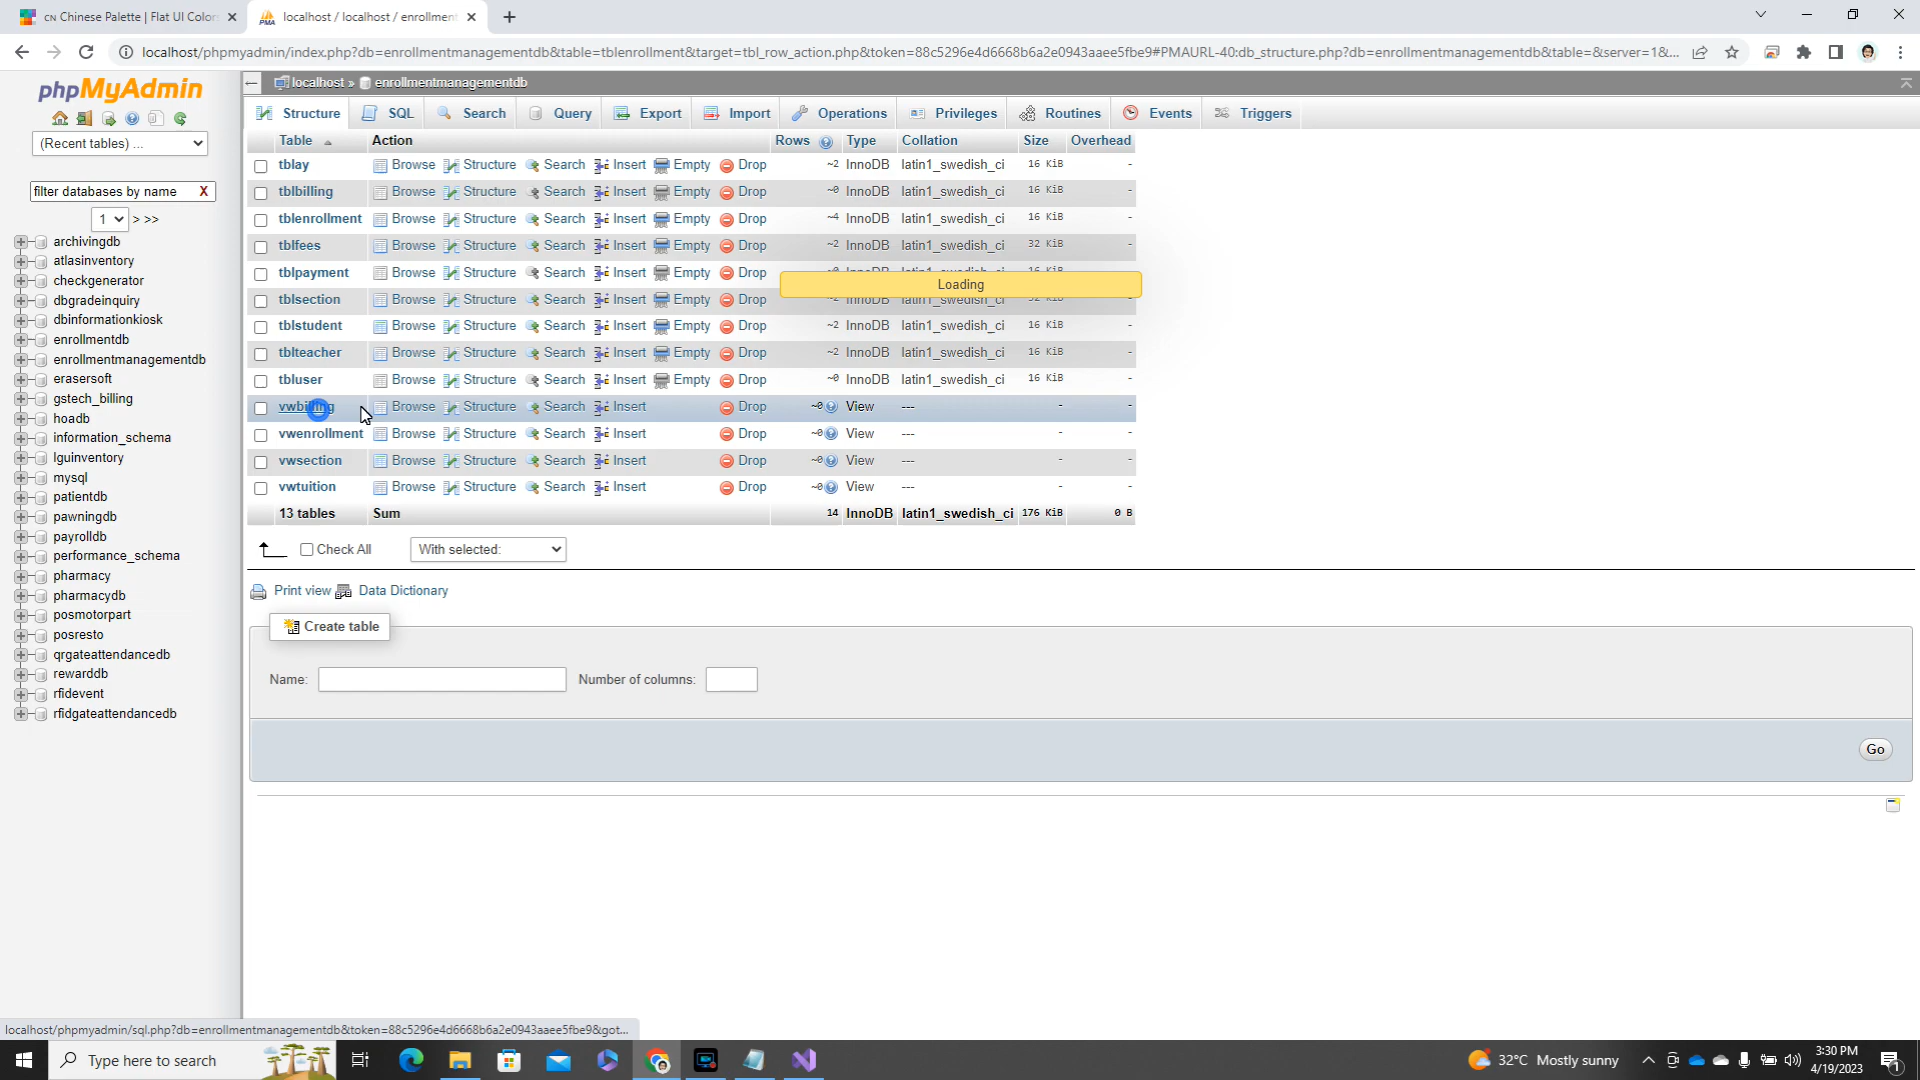 CN Chinese Palette | Flat UI Color
localhost / localhost / enrollment
localhost/phpmyadmin/index.php?db=enrollmentmanagementdb&table=tblenrollment&target=tbl_row_action.php&token=88c5296e4d6668b6a2e0943aaee5fbe9#PMAURL-40:db_structure.php?db=enrollmentmanagementdb&table=&server=1&...
phpMyAdmin
(Recent tables) ...
filter databases by name X
1 > >>
archivingdb
atlasinventory
checkgenerator
dbgradeinquiry
dbinformationkiosk
enrollmentdb
enrollmentmanagementdb
erasersoft
gstech_billing
hoadb
information_schema
lguinventory
mysql
patientdb
pawningdb
payrolldb
performance_schema
pharmacy
pharmacydb
posmotorpart
posresto
qrgateattendancedb
rewarddb
rfidevent
rfidgateattendancedb
localhost » enrollmentmanagementdb
Structure SQL Search Query Export Import Operations Privileges Routines Events Triggers
Table Action Rows Type Collation Size Overhead
tblay Browse Structure Search Insert Empty Drop ~2 InnoDB latin1_swedish_ci 16 KiB -
tblbilling Browse Structure Search Insert Empty Drop ~0 InnoDB latin1_swedish_ci 16 KiB -
tblenrollment Browse Structure Search Insert Empty Drop ~4 InnoDB latin1_swedish_ci 16 KiB -
tblfees Browse Structure Search Insert Empty Drop ~2 InnoDB latin1_swedish_ci 32 KiB -
tblpayment Browse Structure Search Insert Empty Drop
Loading
tblsection Browse Structure Search Insert Empty Drop InnoDB latin1_swedish_ci 32 KiB -
tblstudent Browse Structure Search Insert Empty Drop ~2 InnoDB latin1_swedish_ci 16 KiB -
tblteacher Browse Structure Search Insert Empty Drop ~2 InnoDB latin1_swedish_ci 16 KiB -
tbluser Browse Structure Search Insert Empty Drop ~0 InnoDB latin1_swedish_ci 16 KiB -
vwbilling Browse Structure Search Insert Drop ~0 View --- - -
vwenrollment Browse Structure Search Insert Drop ~0 View --- - -
vwsection Browse Structure Search Insert Drop ~0 View --- - -
vwtuition Browse Structure Search Insert Drop ~0 View --- - -
13 tables Sum 14 InnoDB latin1_swedish_ci 176 KiB 0 B
Check All With selected:
Print view Data Dictionary
Create table
Name: Number of columns:
Go
localhost/phpmyadmin/sql.php?db=enrollmentmanagementdb&token=88c5296e4d6668b6a2e0943aaee5fbe9&got...
Type here to search
32°C Mostly sunny
3:30 PM
4/19/2023
1